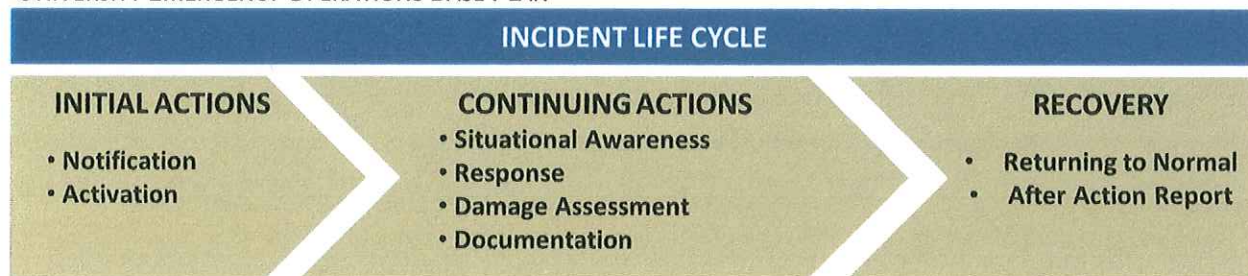 INCIDENT LIFE CYCLE
INITIAL ACTIONS
• Notification
• Activation
CONTINUING ACTIONS
• Situational Awareness
• Response
• Damage Assessment
• Documentation
RECOVERY
• Returning to Normal
• After Action Report